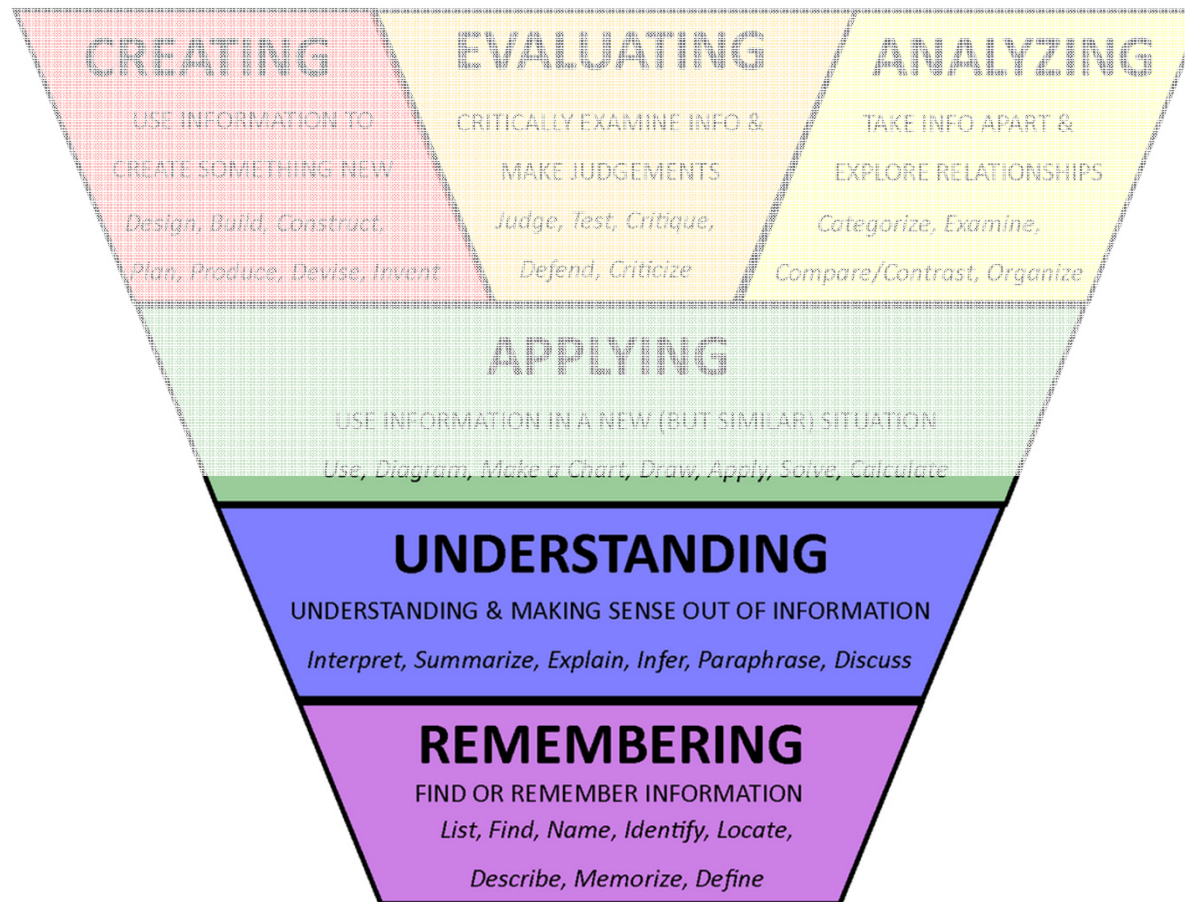 CREATING
USE INFORMATION TO
CREATE SOMETHING NEW
Design, Build, Construct,
Plan, Produce, Devise, Invent
EVALUATING
CRITICALLY EXAMINE INFO &
MAKE JUDGEMENTS
Judge, Test, Critique,
Defend, Criticize
ANALYZING
TAKE INFO APART &
EXPLORE RELATIONSHIPS
Categorize, Examine,
Compare/Contrast, Organize
APPLYING
USE INFORMATION IN A NEW (BUT SIMILAR) SITUATION
Use, Diagram, Make a Chart, Draw, Apply, Solve, Calculate
UNDERSTANDING
UNDERSTANDING & MAKING SENSE OUT OF INFORMATION
Interpret, Summarize, Explain, Infer, Paraphrase, Discuss
REMEMBERING
FIND OR REMEMBER INFORMATION
List, Find, Name, Identify, Locate,
Describe, Memorize, Define